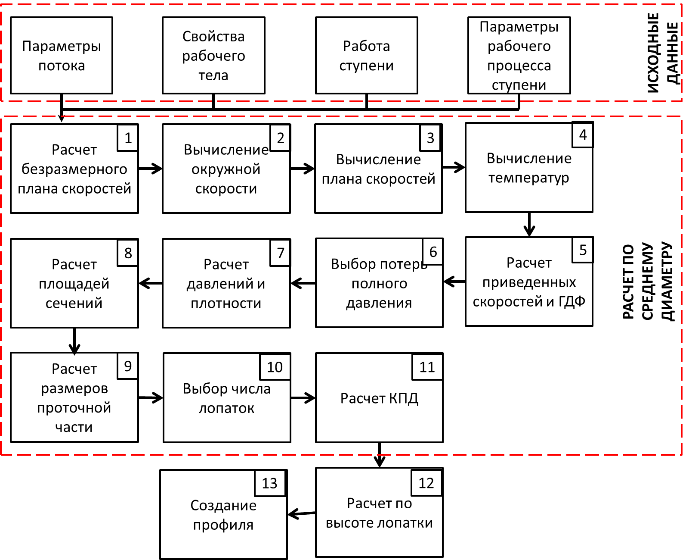 Параметры
потока
Свойства
рабочего
тела
Работа
ступени
Параметры
рабочего
процесса
ступени
ИСХОДНЫЕ
ДАННЫЕ
1
Расчет
безразмерного
плана скоростей
2
Вычисление
окружной
скорости
3
Вычисление
плана скоростей
4
Вычисление
температур
5
Расчет
приведенных
скоростей и ГДФ
6
Выбор потерь
полного
давления
7
Расчет
давлений и
плотности
8
Расчет
площадей
сечений
9
Расчет
размеров
проточной
части
10
Выбор числа
лопаток
11
Расчет КПД
РАСЧЕТ ПО
СРЕДНЕМУ
ДИАМЕТРУ
12
Расчет по
высоте лопатки
13
Создание
профиля